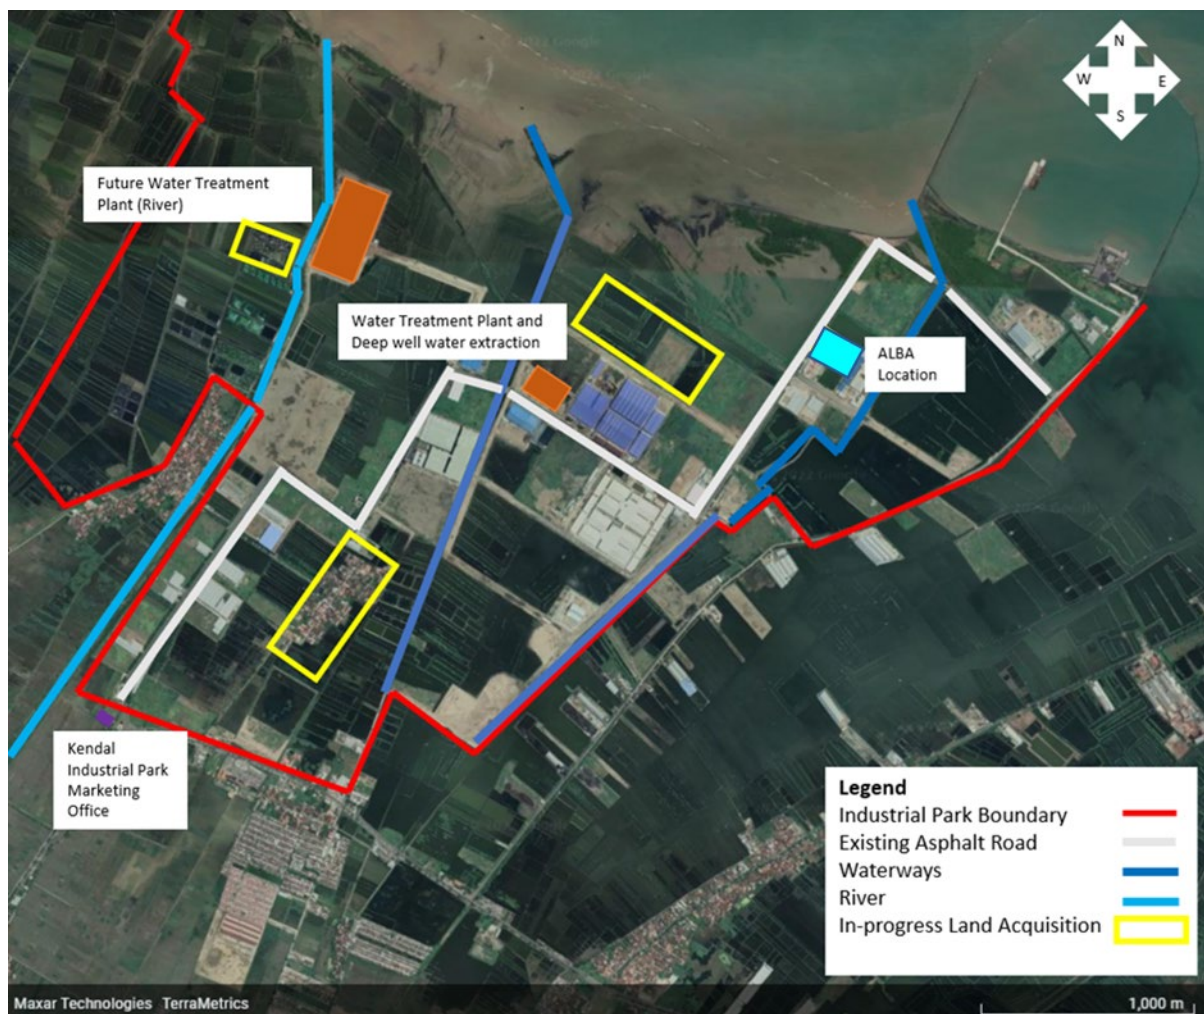 N
W E
S
Future Water Treatment
Plant (River)
Water Treatment Plant and
Deep well water extraction
ALBA
Location
Kendal
Industrial Park
Marketing
Office
Legend
Industrial Park Boundary
Existing Asphalt Road
Waterways
River
In-progress Land Acquisition
Maxar Technologies TerraMetrics
1,000 m